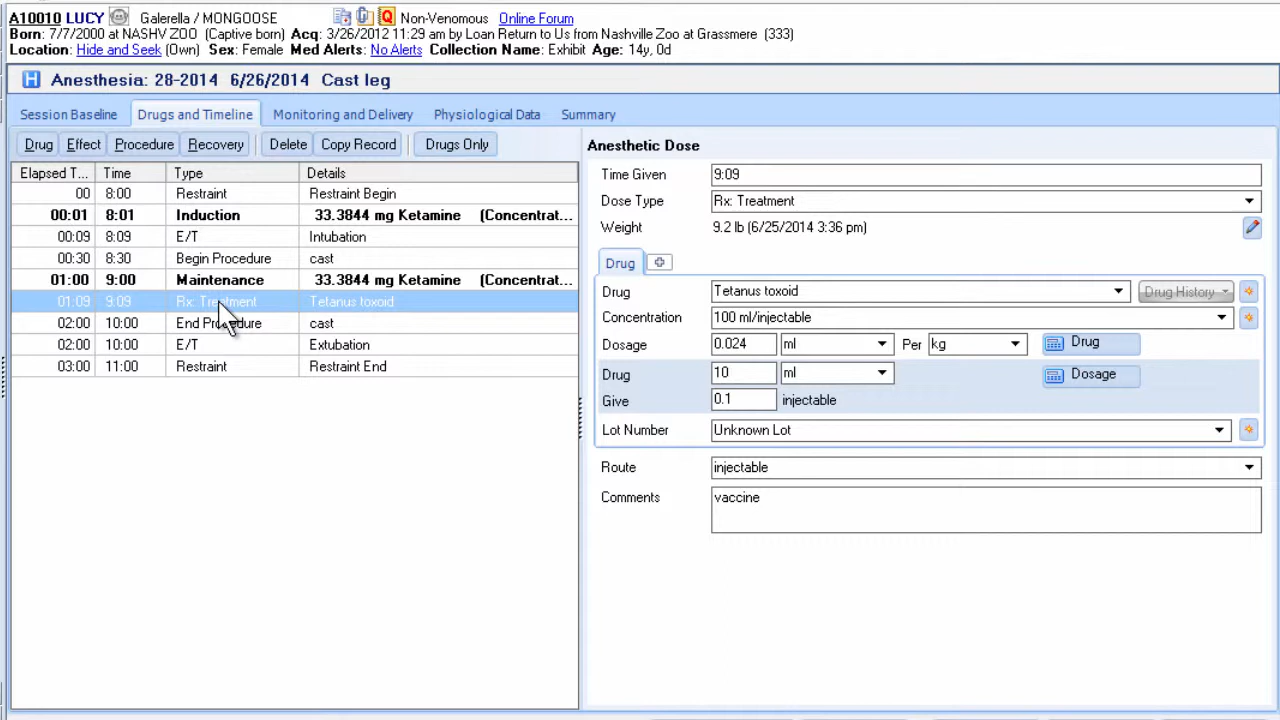 A10010 LUCY Galerella / MONGOOSE Non-Venomous Online Forum
Born: 7/7/2000 at NASHV ZOO (Captive born) Acq: 3/26/2012 11:29 am by Loan Return to Us from Nashville Zoo at Grassmere (333)
Location: Hide and Seek (Own) Sex: Female Med Alerts: No Alerts Collection Name: Exhibit Age: 14y, 0d
H Anesthesia: 28-2014 6/26/2014 Cast leg
Session Baseline Drugs and Timeline Monitoring and Delivery Physiological Data Summary
Drug Effect Procedure Recovery Delete Copy Record Drugs Only
Elapsed T... Time Type Details
00 8:00 Restraint Restraint Begin
00:01 8:01 Induction 33.3844 mg Ketamine (Concentrat...
00:09 8:09 E/T Intubation
00:30 8:30 Begin Procedure cast
01:00 9:00 Maintenance 33.3844 mg Ketamine (Concentrat...
01:09 9:09 Rx: Treatment Tetanus toxoid
02:00 10:00 End Procedure cast
02:00 10:00 E/T Extubation
03:00 11:00 Restraint Restraint End
Anesthetic Dose
Time Given 9:09
Dose Type Rx: Treatment
Weight 9.2 lb (6/25/2014 3:36 pm)
Drug
Drug Tetanus toxoid Drug History
Concentration 100 ml/injectable
Dosage 0.024 ml Per kg Drug
Drug 10 ml Dosage
Give 0.1 injectable
Lot Number Unknown Lot
Route injectable
Comments vaccine